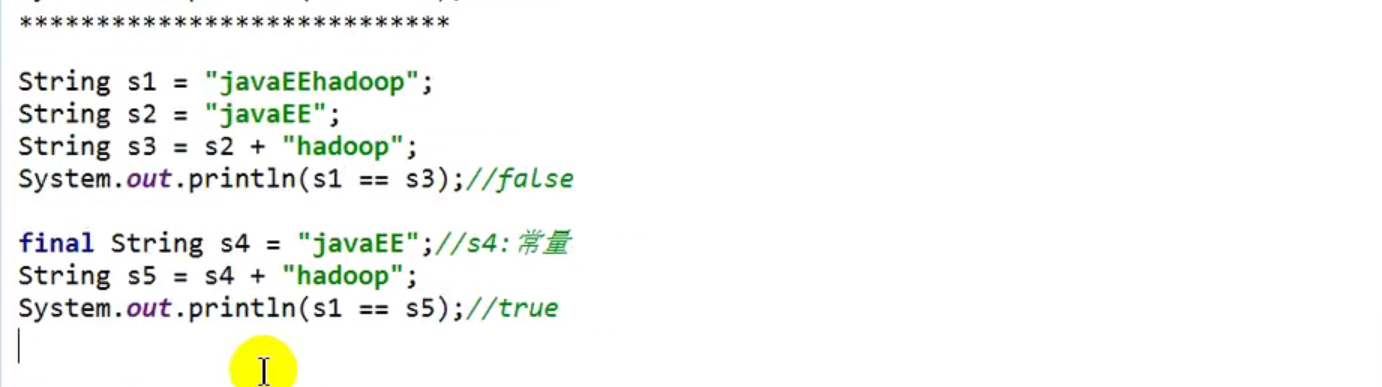 ****************************
String s1 = "javaEEhadoop";
String s2 = "javaEE";
String s3 = s2 + "hadoop";
System.out.println(s1 == s3);//false
final String s4 = "javaEE";//s4:常量
String s5 = s4 + "hadoop";
System.out.println(s1 == s5);//true